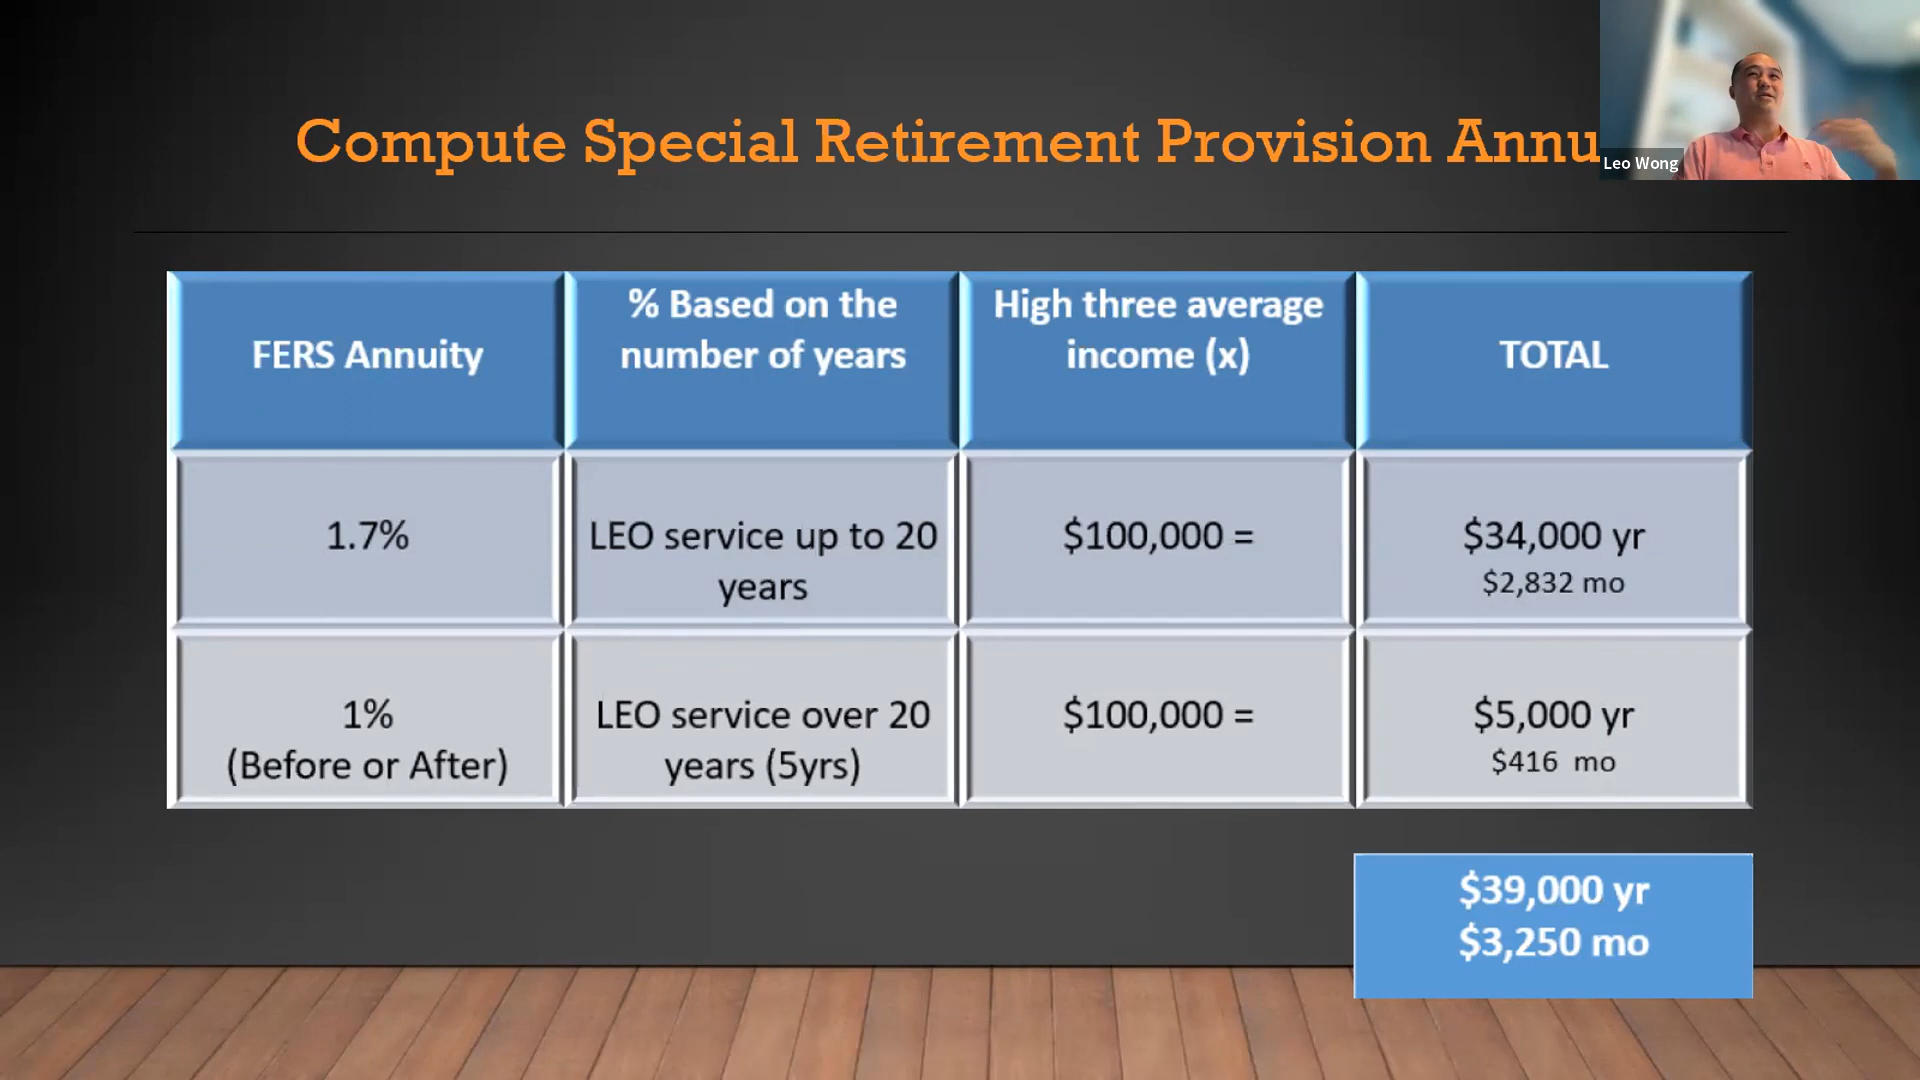 Compute Special Retirement Provision Annu
Leo Wong
FERS Annuity
% Based on the
number of years
High three average
income (x)
TOTAL
1.7%
LEO service up to 20
years
$100,000 =
$34,000 yr
$2,832 mo
1%
(Before or After)
LEO service over 20
years (5yrs)
$100,000 =
$5,000 yr
$416 mo
$39,000 yr
$3,250 mo